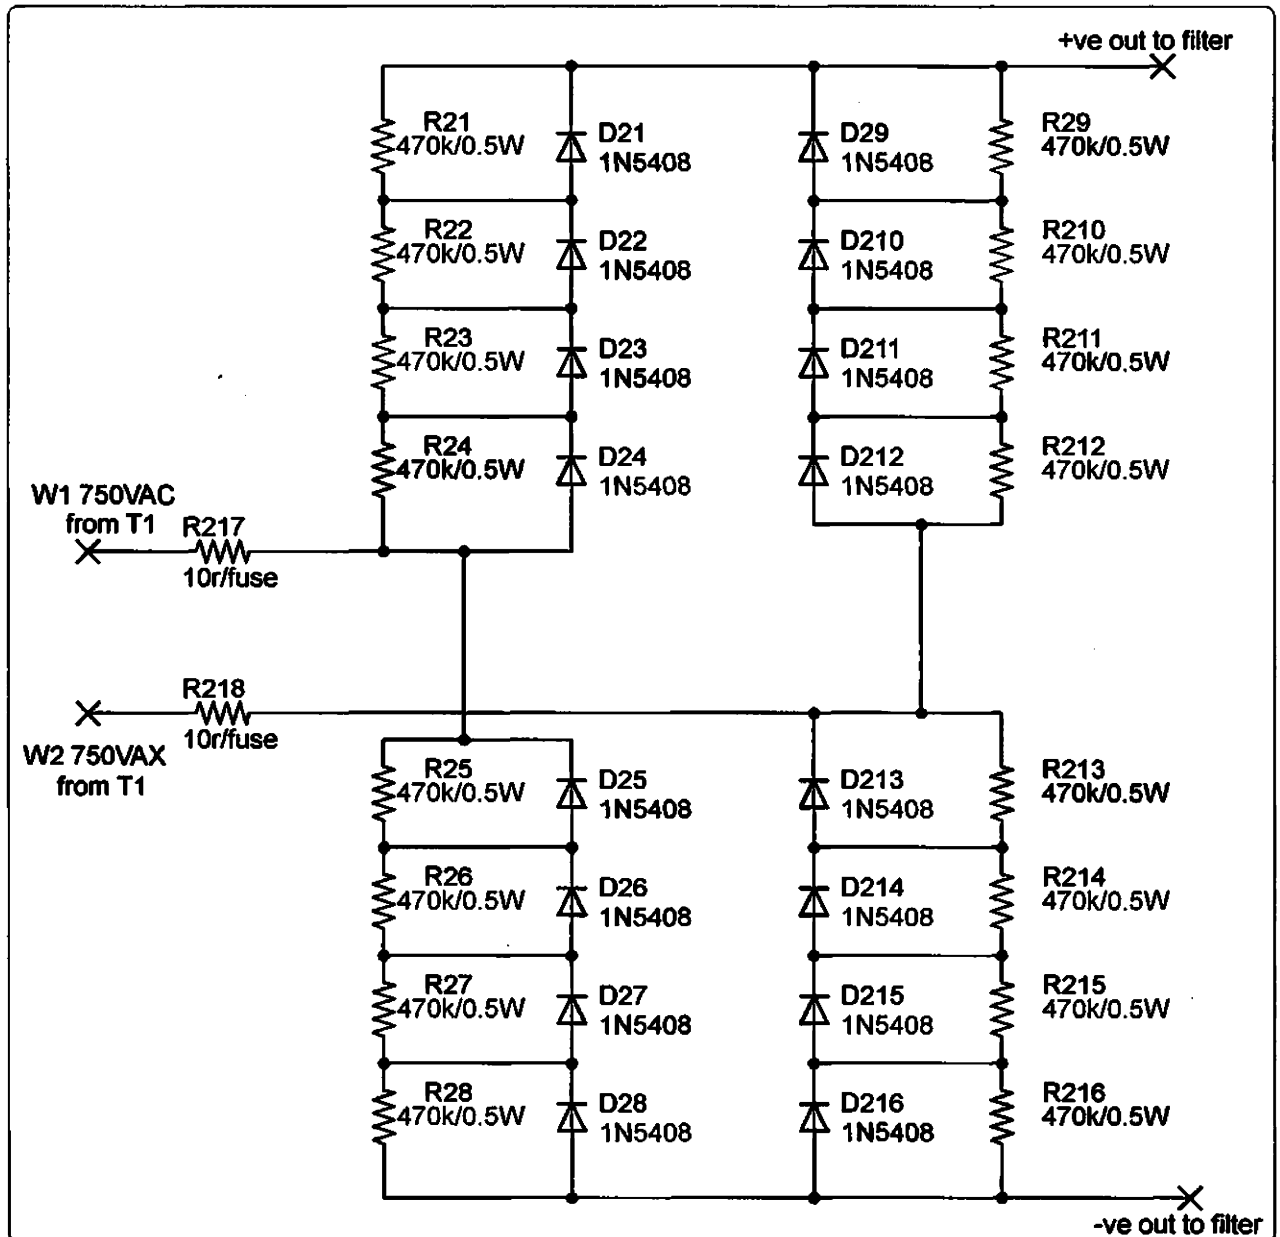 +ve out to filter
R21
470k/0.5W
D21
1N5408
D29
1N5408
R29
470k/0.5W
R22
470k/0.5W
D22
1N5408
D210
1N5408
R210
470k/0.5W
R23
470k/0.5W
D23
1N5408
D211
1N5408
R211
470k/0.5W
R24
470k/0.5W
D24
1N5408
D212
1N5408
R212
470k/0.5W
W1 750VAC
from T1
R217
10r/fuse
R218
10r/fuse
W2 750VAX
from T1
R25
470k/0.5W
D25
1N5408
D213
1N5408
R213
470k/0.5W
R26
470k/0.5W
D26
1N5408
D214
1N5408
R214
470k/0.5W
R27
470k/0.5W
D27
1N5408
D215
1N5408
R215
470k/0.5W
R28
470k/0.5W
D28
1N5408
D216
1N5408
R216
470k/0.5W
-ve out to filter